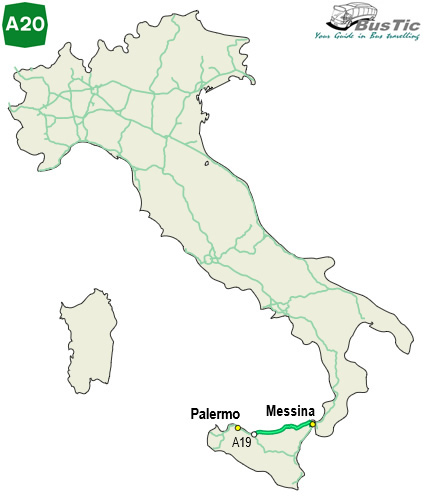 A20
BusTic
Your Guide in Bus travelling
Palermo
Messina
A19